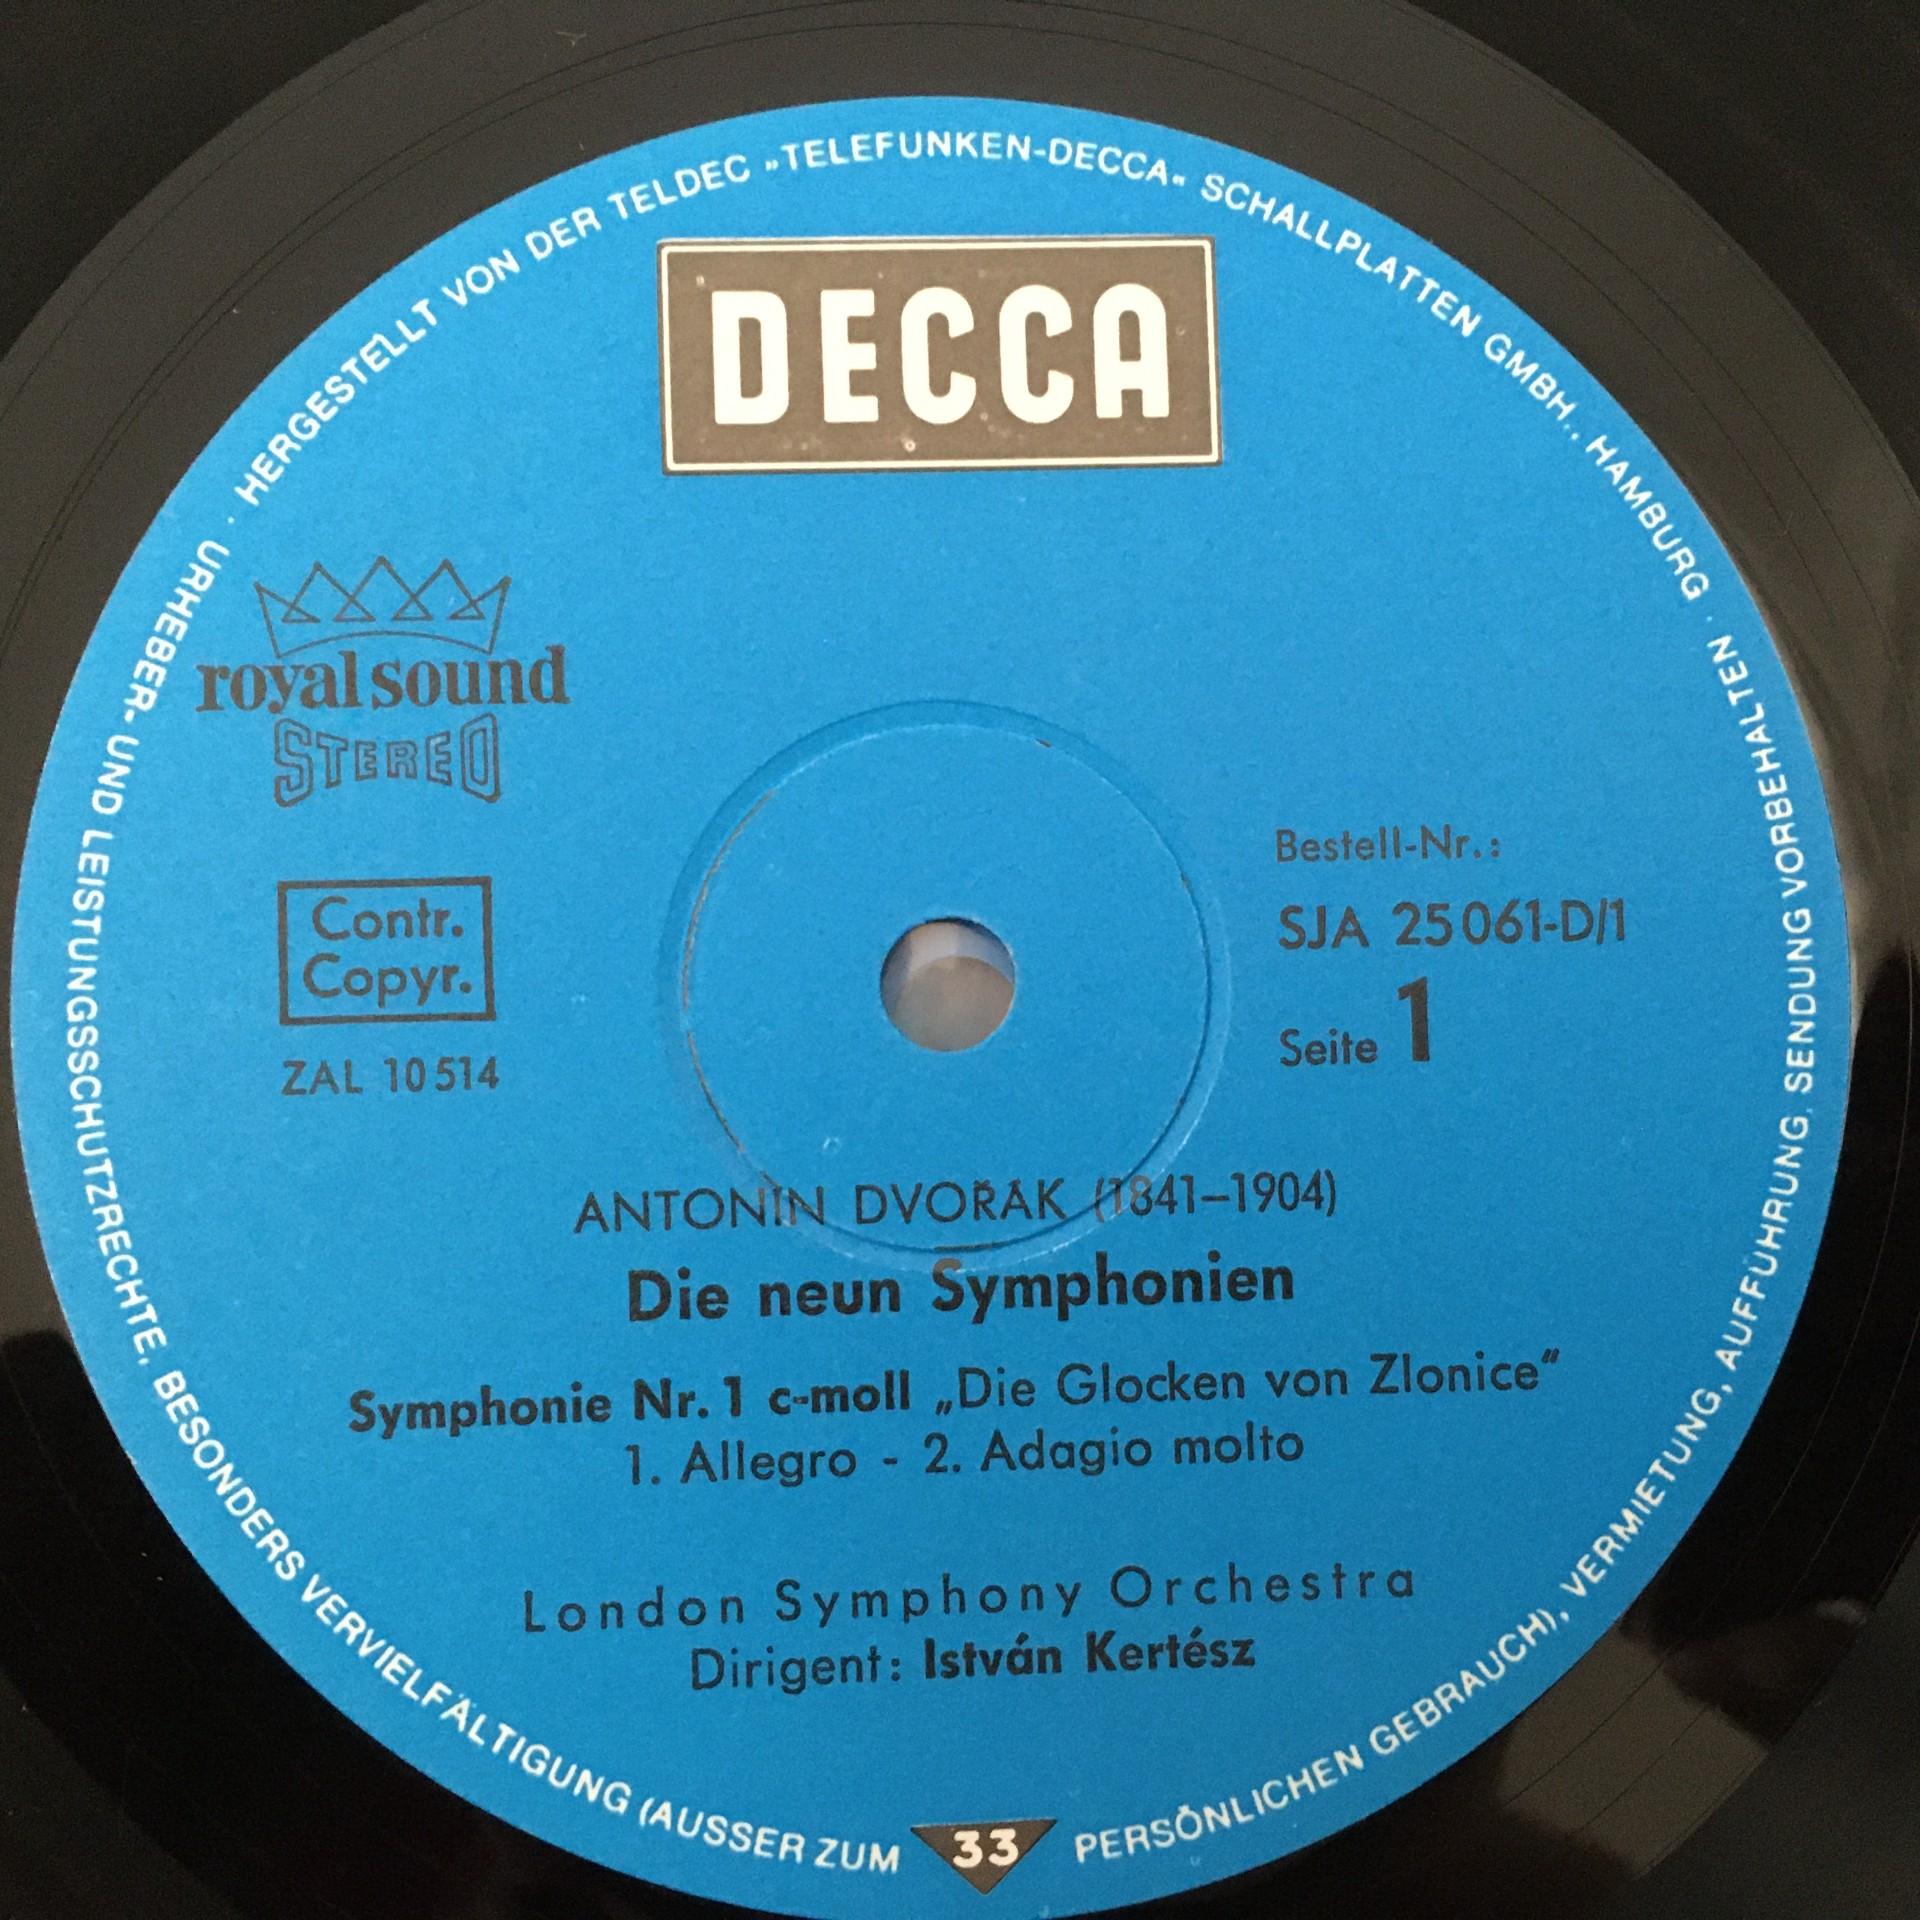 · HERGESTELLT VON DER TELDEC „TELEFUNKEN-DECCA“ SCHALLPLATTEN GMBH., HAMBURG · URHEBER- UND LEISTUNGSSCHUTZRECHTE, BESONDERS VERVIELFÄLTIGUNG (AUSSER ZUM PERSÖNLICHEN GEBRAUCH), VERMIETUNG, AUFFÜHRUNG, SENDUNG VORBEHALTEN
DECCA
royal sound
STEREO
Contr.
Copyr.
ZAL 10514
Bestell-Nr.:
SJA 25061-D/1
Seite 1
ANTONÍN DVOŘÁK (1841–1904)
Die neun Symphonien
Symphonie Nr. 1 c-moll „Die Glocken von Zlonice“
1. Allegro - 2. Adagio molto
London Symphony Orchestra
Dirigent: István Kertész
33